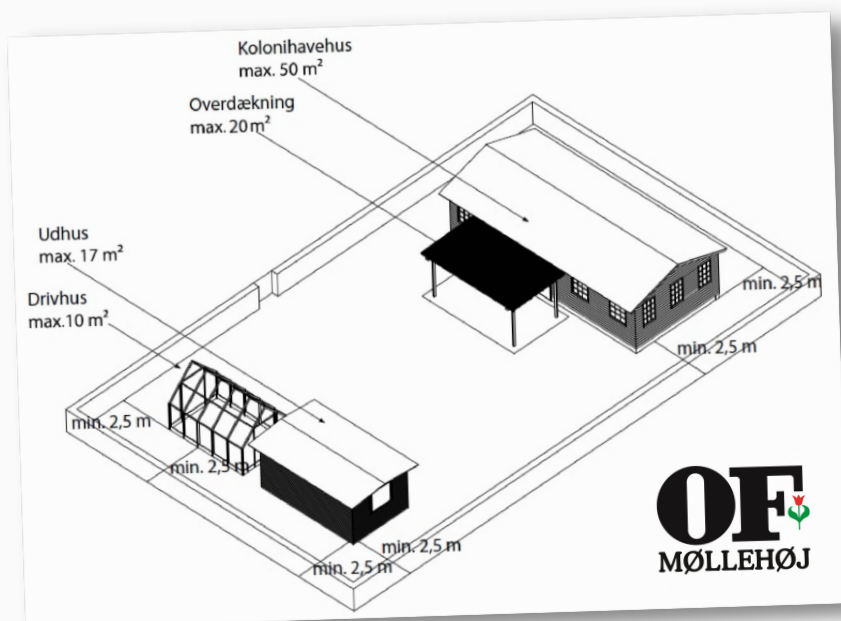 Kolonihavehus
max. 50 m²
Overdækning
max. 20 m²
Udhus
max. 17 m²
Drivhus
max.10 m²
min. 2,5 m
min. 2,5 m
min. 2,5 m
min. 2,5 m
min. 2,5 m
min. 2,5 m
OF
MØLLEHØJ